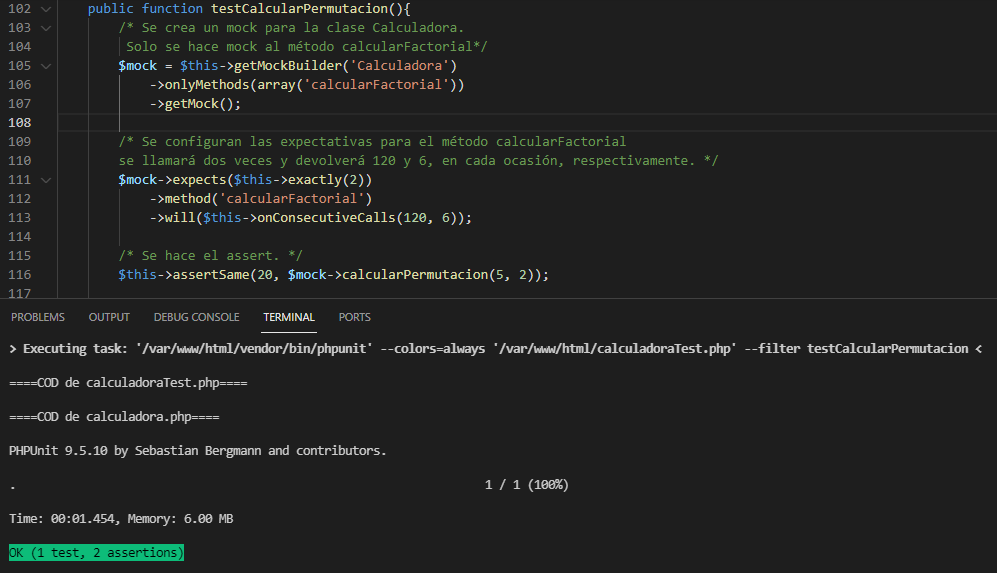 102 public function testCalcularPermutacion(){
103 /* Se crea un mock para la clase Calculadora.
104 Solo se hace mock al método calcularFactorial*/
105 $mock = $this->getMockBuilder('Calculadora')
106 ->onlyMethods(array('calcularFactorial'))
107 ->getMock();
108
109 /* Se configuran las expectativas para el método calcularFactorial
110 se llamará dos veces y devolverá 120 y 6, en cada ocasión, respectivamente. */
111 $mock->expects($this->exactly(2))
112 ->method('calcularFactorial')
113 ->will($this->onConsecutiveCalls(120, 6));
114
115 /* Se hace el assert. */
116 $this->assertSame(20, $mock->calcularPermutacion(5, 2));
117
PROBLEMS OUTPUT DEBUG CONSOLE TERMINAL PORTS
> Executing task: '/var/www/html/vendor/bin/phpunit' --colors=always '/var/www/html/calculadoraTest.php' --filter testCalcularPermutacion <
====COD de calculadoraTest.php====
====COD de calculadora.php====
PHPUnit 9.5.10 by Sebastian Bergmann and contributors.
. 1 / 1 (100%)
Time: 00:01.454, Memory: 6.00 MB
OK (1 test, 2 assertions)